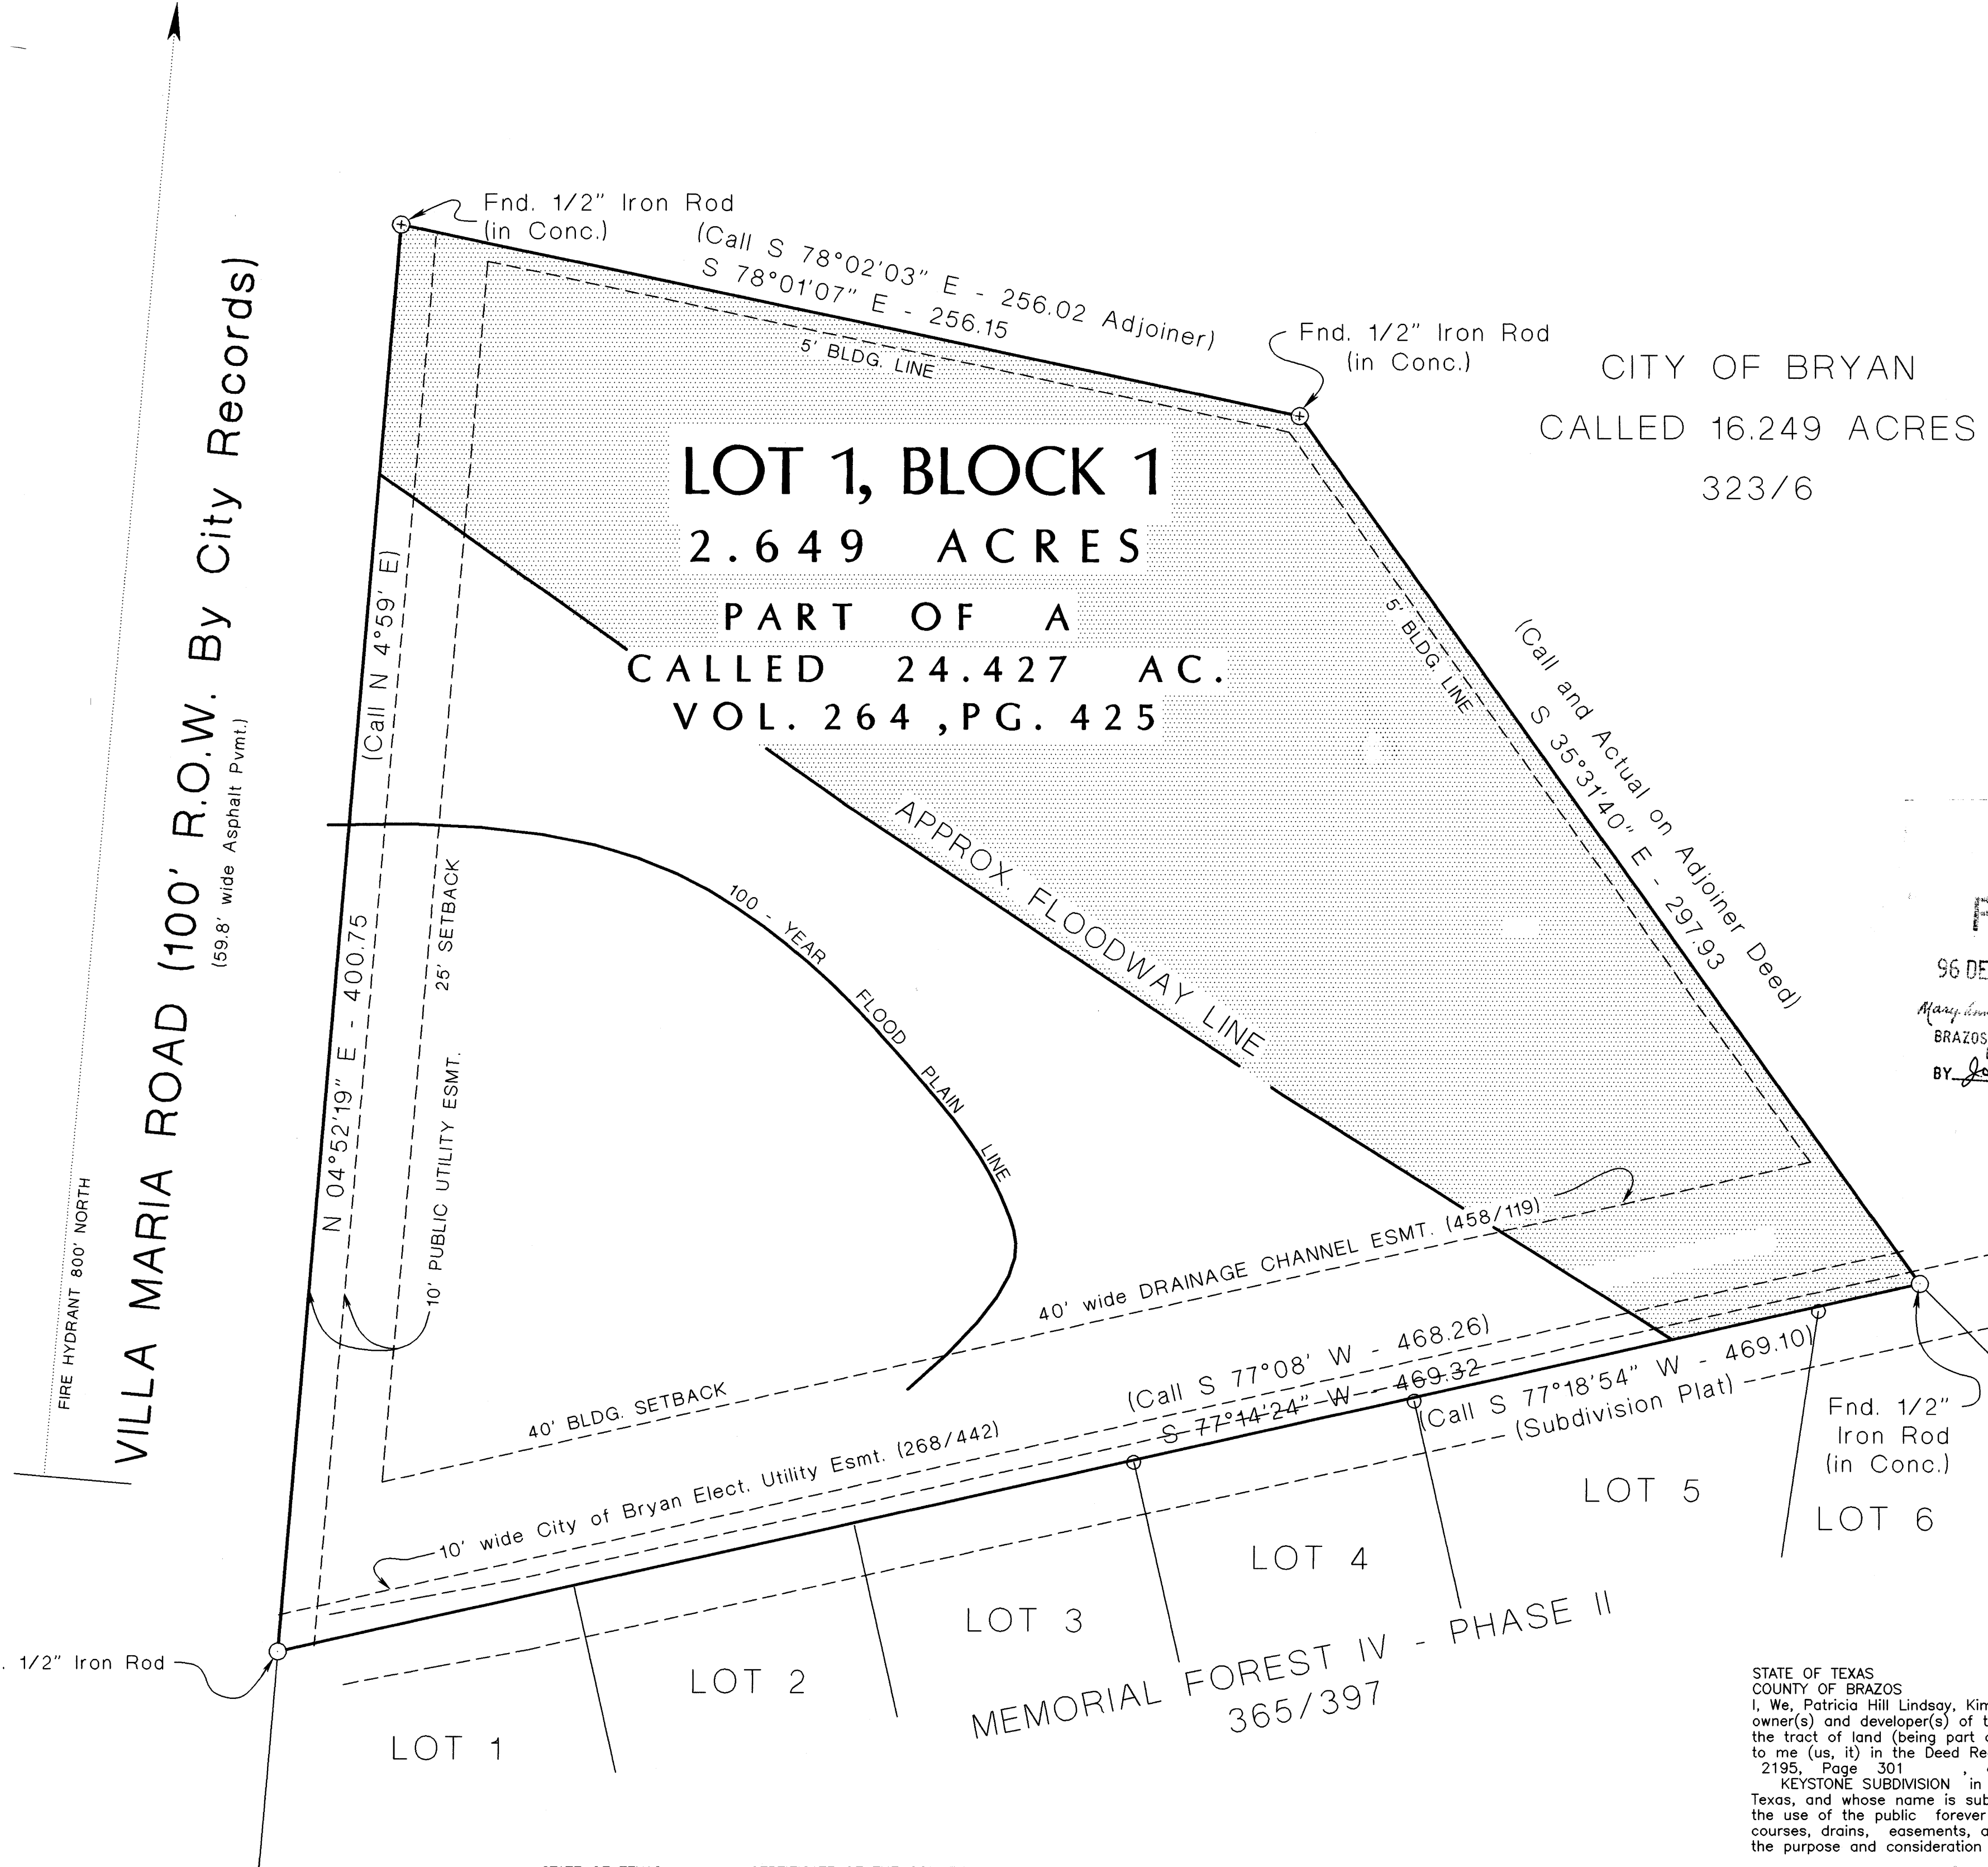 Fnd. 1/2" Iron Rod
(in Conc.)
(Call S 78°02'03" E - 256.02 Adjoiner)
S 78°01'07" E - 256.15
5' BLDG. LINE
Fnd. 1/2" Iron Rod
(in Conc.)
CITY OF BRYAN
CALLED 16.249 ACRES
323/6
LOT 1, BLOCK 1
2.649 ACRES
PART OF A
CALLED 24.427 AC.
VOL. 264 ,PG. 425
VILLA MARIA ROAD (100' R.O.W. By City Records)
(59.8' wide Asphalt Pvmt.)
FIRE HYDRANT 800' NORTH
(Call N 4°59' E)
N 04°52'19" E - 400.75
25' SETBACK
10' PUBLIC UTILITY ESMT.
100 - YEAR FLOOD PLAIN LINE
APPROX. FLOODWAY LINE
5' BLDG. LINE
(Call and Actual on Adjoiner Deed)
S 35°31'40" E - 297.93
96 DE
Mary Ann
BRAZOS
BY
40' wide DRAINAGE CHANNEL ESMT. (458/119)
40' BLDG. SETBACK
(Call S 77°08' W - 468.26)
S 77°14'24" W - 469.32
(Call S 77°18'54" W - 469.10)
(Subdivision Plat)
10' wide City of Bryan Elect. Utility Esmt. (268/442)
Fnd. 1/2"
Iron Rod
(in Conc.)
. 1/2" Iron Rod
LOT 1
LOT 2
LOT 3
LOT 4
LOT 5
LOT 6
MEMORIAL FOREST IV - PHASE II
365/397
STATE OF TEXAS
COUNTY OF BRAZOS
I, We, Patricia Hill Lindsay, Kim
owner(s) and developer(s) of t
the tract of land (being part
to me (us, it) in the Deed Re
2195, Page 301 ,
KEYSTONE SUBDIVISION in
Texas, and whose name is sub
the use of the public forever
courses, drains, easements, a
the purpose and consideration